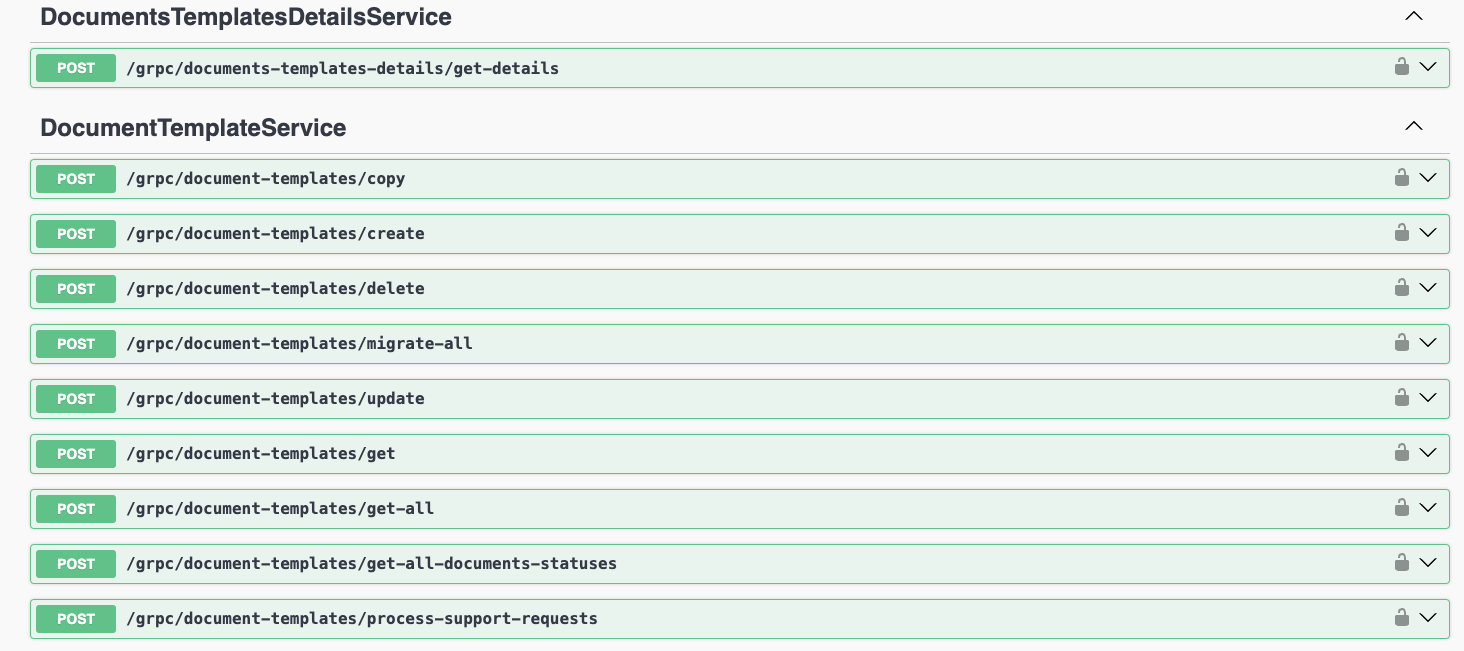 DocumentsTemplatesDetailsService
POST /grpc/documents-templates-details/get-details
DocumentTemplateService
POST /grpc/document-templates/copy
POST /grpc/document-templates/create
POST /grpc/document-templates/delete
POST /grpc/document-templates/migrate-all
POST /grpc/document-templates/update
POST /grpc/document-templates/get
POST /grpc/document-templates/get-all
POST /grpc/document-templates/get-all-documents-statuses
POST /grpc/document-templates/process-support-requests